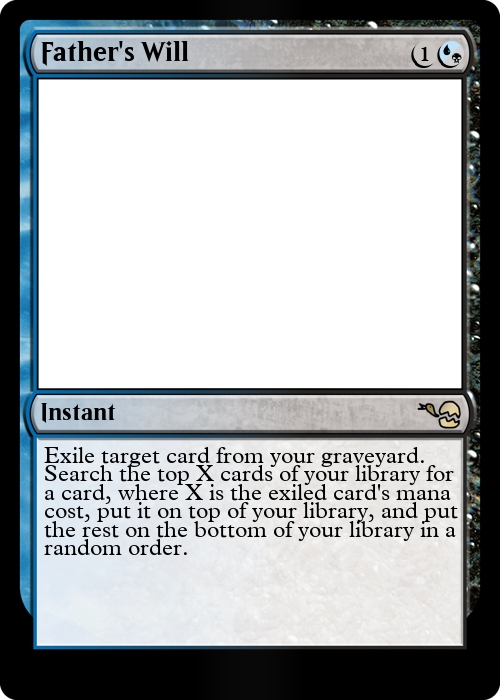 Father's Will 1
Instant
Exile target card from your graveyard.
Search the top X cards of your library for
a card, where X is the exiled card's mana
cost, put it on top of your library, and put
the rest on the bottom of your library in a
random order.